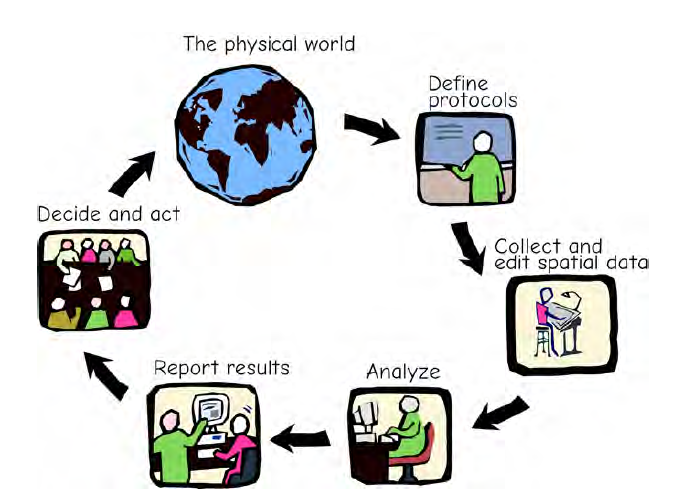 The physical world
Define
protocols
Collect and
edit spatial data
Analyze
Report results
Decide and act